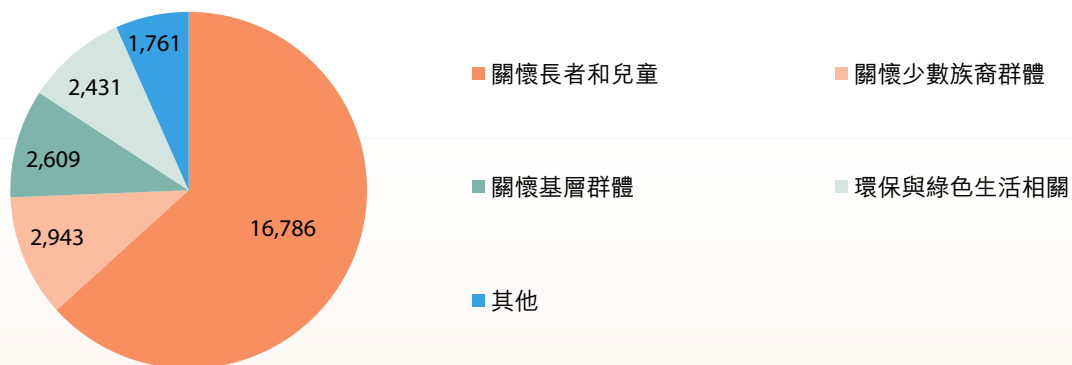 1,761
2,431
2,609
2,943
16,786
關懷長者和兒童
關懷少數族裔群體
關懷基層群體
環保與綠色生活相關
其他